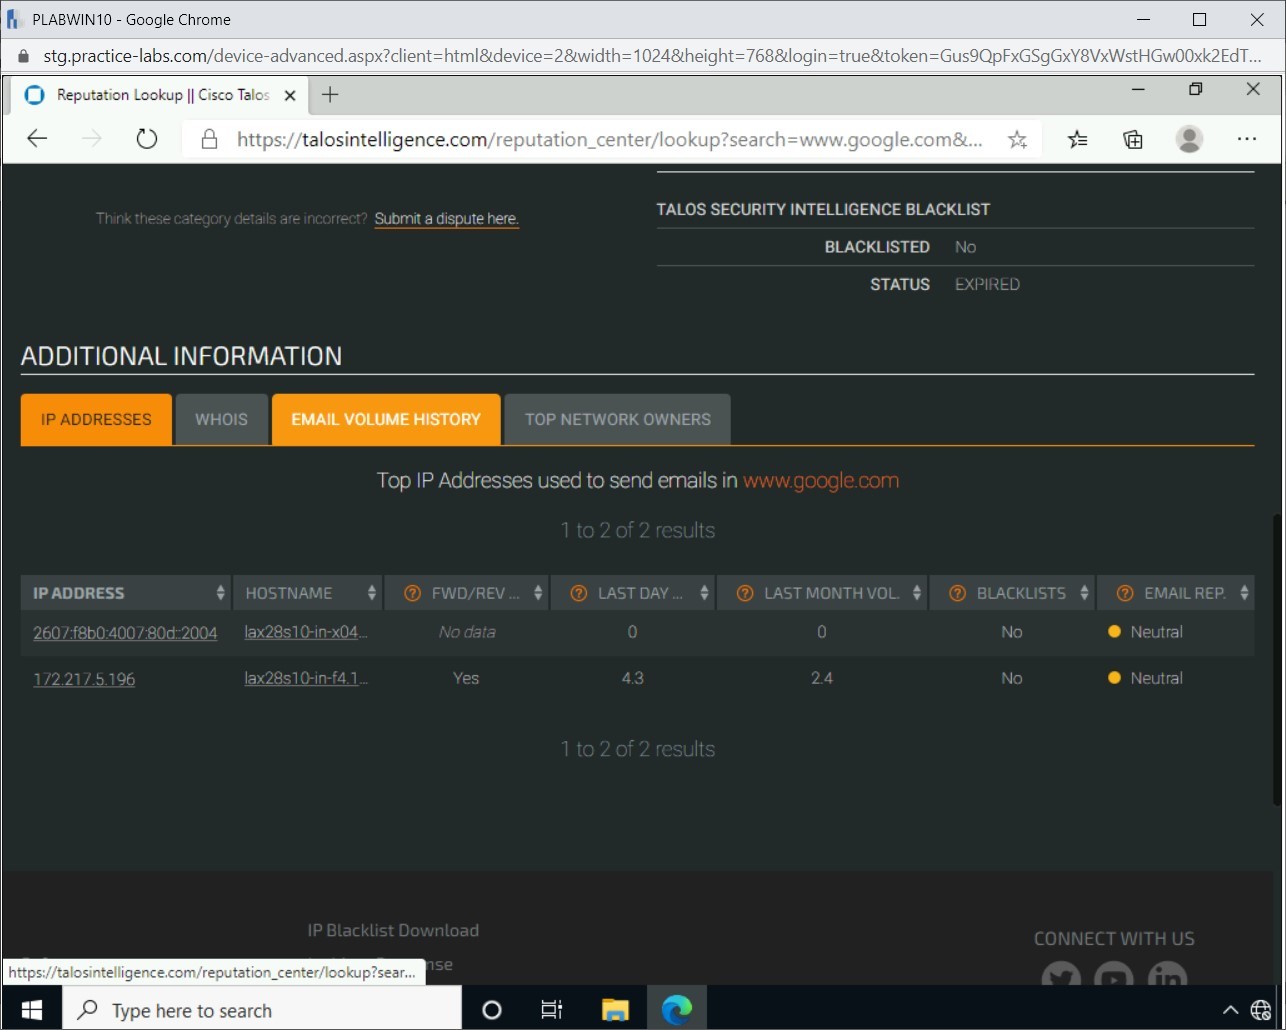 PLABWIN10 - Google Chrome
stg.practice-labs.com/device-advanced.aspx?client=html&device=2&width=1024&height=768&login=true&token=Gus9QpFxGSgGxY8VxWstHGw00xk2EdT...
Reputation Lookup || Cisco Talos
https://talosintelligence.com/reputation_center/lookup?search=www.google.com&...
Think these category details are incorrect? Submit a dispute here.
TALOS SECURITY INTELLIGENCE BLACKLIST
BLACKLISTED No
STATUS EXPIRED
ADDITIONAL INFORMATION
IP ADDRESSES WHOIS EMAIL VOLUME HISTORY TOP NETWORK OWNERS
Top IP Addresses used to send emails in www.google.com
1 to 2 of 2 results
IP ADDRESS HOSTNAME ? FWD/REV ... ? LAST DAY ... ? LAST MONTH VOL. ? BLACKLISTS ? EMAIL REP.
2607:f8b0:4007:80d::2004 lax28s10-in-x04... No data 0 0 No Neutral
172.217.5.196 lax28s10-in-f4.1... Yes 4.3 2.4 No Neutral
1 to 2 of 2 results
IP Blacklist Download
CONNECT WITH US
https://talosintelligence.com/reputation_center/lookup?sear...
Type here to search